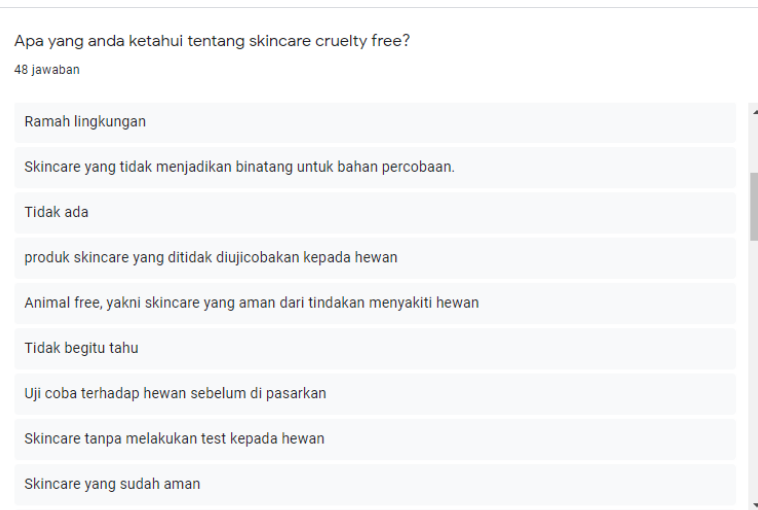 Apa yang anda ketahui tentang skincare cruelty free?
48 jawaban
Ramah lingkungan
Skincare yang tidak menjadikan binatang untuk bahan percobaan.
Tidak ada
produk skincare yang ditidak diujicobakan kepada hewan
Animal free, yakni skincare yang aman dari tindakan menyakiti hewan
Tidak begitu tahu
Uji coba terhadap hewan sebelum di pasarkan
Skincare tanpa melakukan test kepada hewan
Skincare yang sudah aman